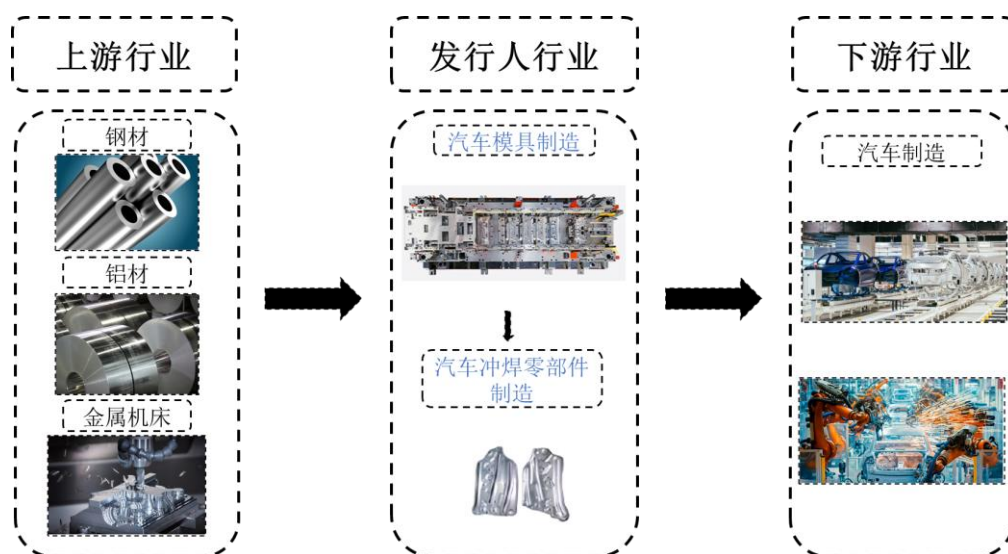 上游行业
发行人行业
下游行业
钢材
铝材
金属机床
汽车模具制造
汽车冲焊零部件
制造
汽车制造